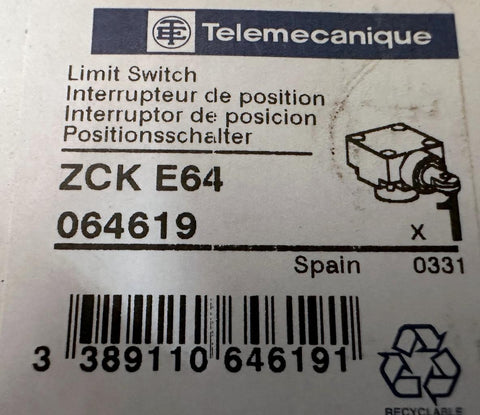 Telemecanique
Limit Switch
Interrupteur de position
Interruptor de posicion
Positionsschalter
ZCK E64
064619
x 1
Spain 0331
3 389110 646191
RECYCLABLE